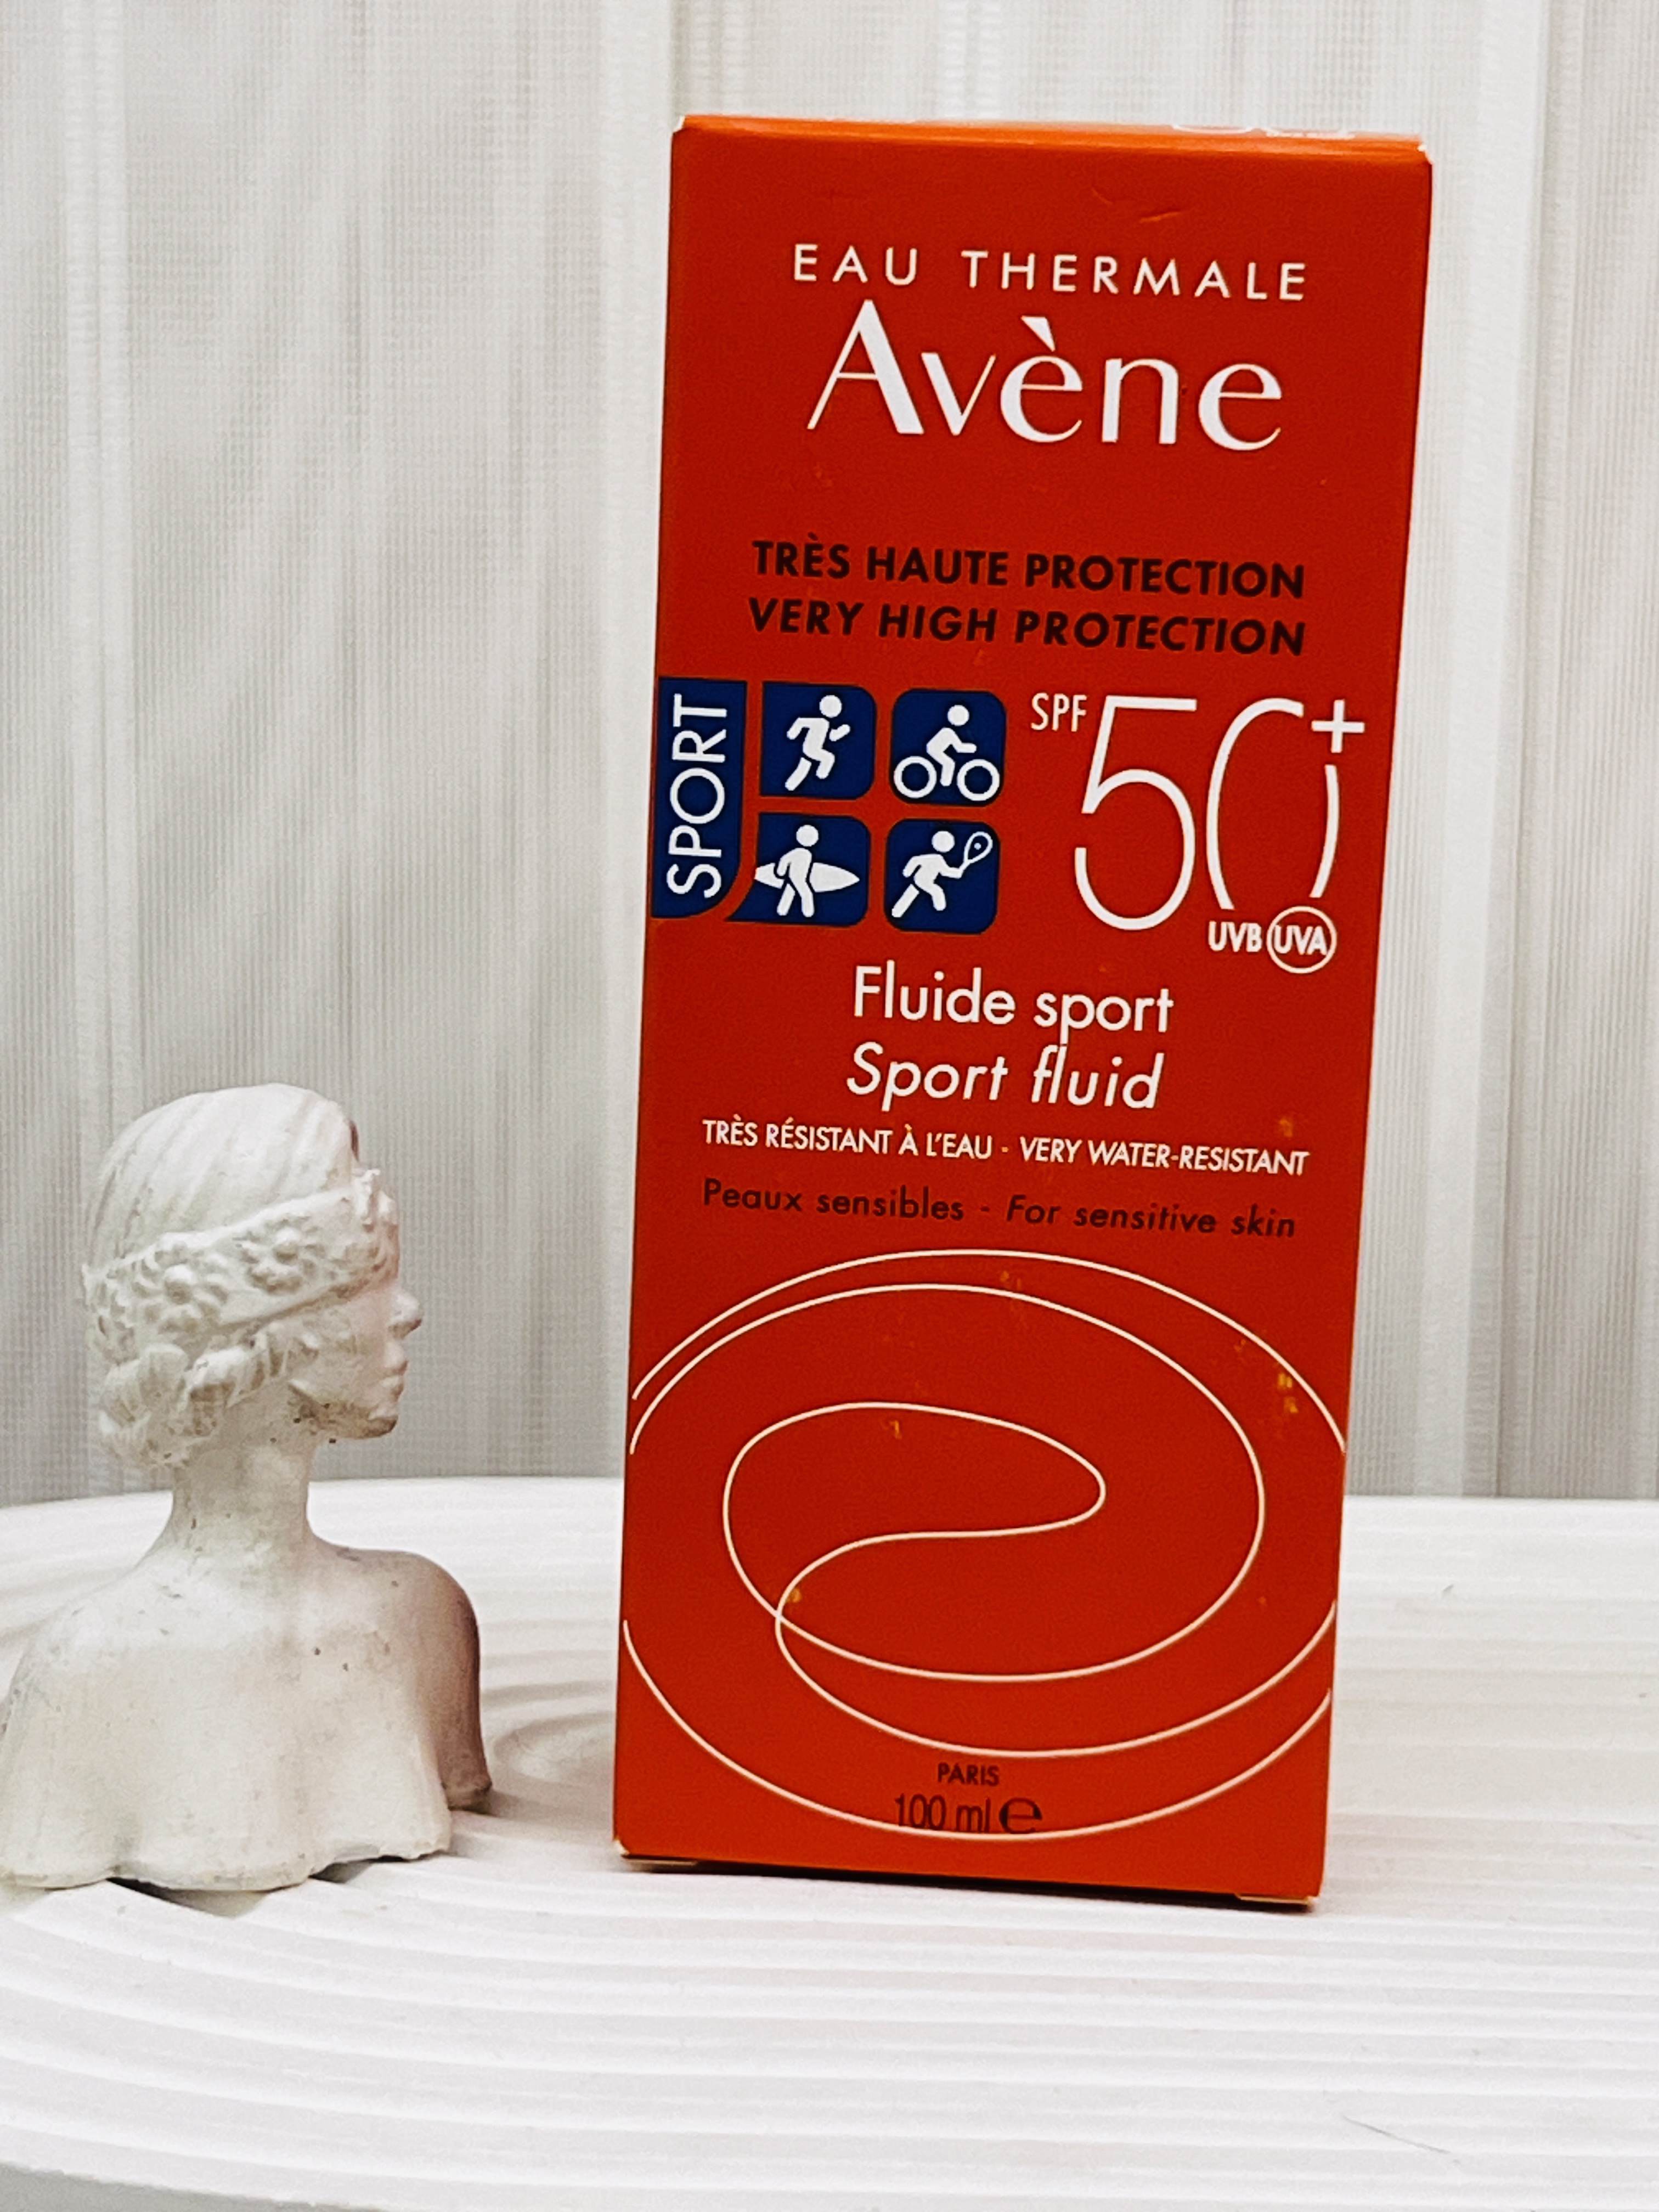 EAU THERMALE
Avène
TRÈS HAUTE PROTECTION
VERY HIGH PROTECTION
SPORT
SPF 50+
UVB UVA
Fluide sport
Sport fluid
TRÈS RÉSISTANT À L'EAU - VERY WATER-RESISTANT
Peaux sensibles - For sensitive skin
PARIS
100 ml ℮